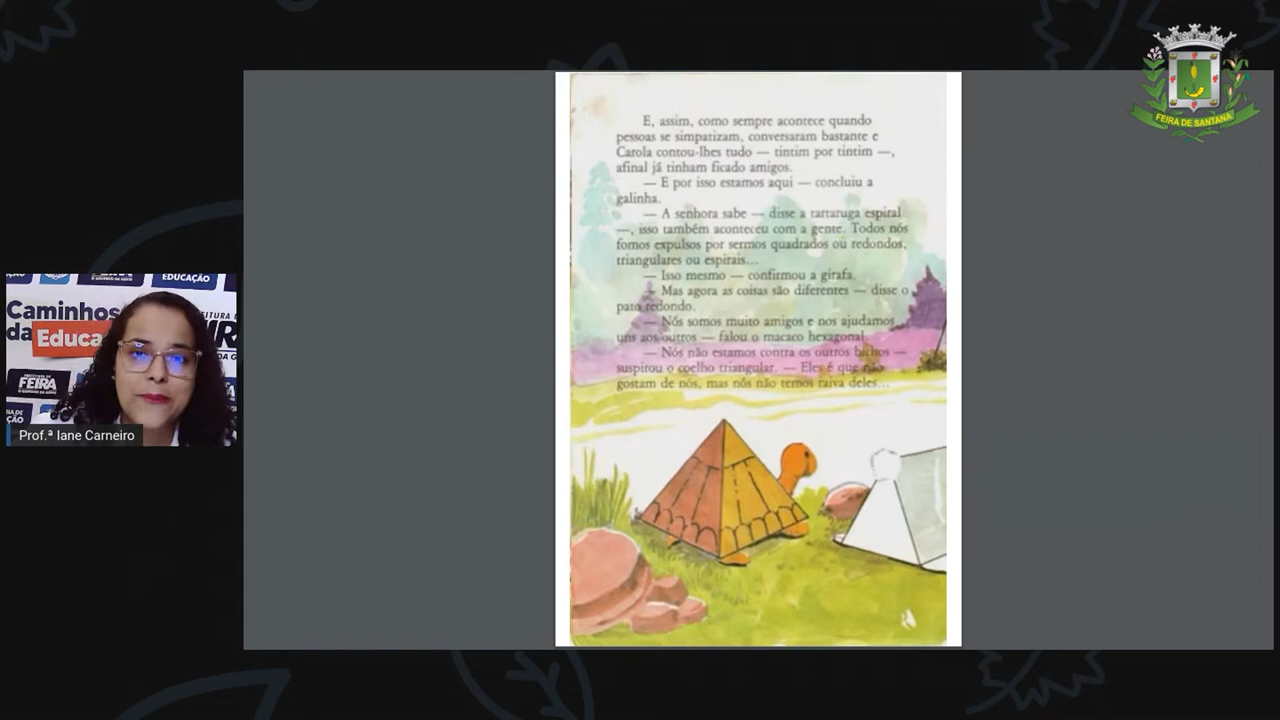 FEIRA DE SANTANA
E, assim, como sempre acontece quando
pessoas se simpatizam, conversaram bastante e
Carola contou-lhes tudo — tintim por tintim —,
afinal já tinham ficado amigos.
— E por isso estamos aqui — concluiu a
galinha.
— A senhora sabe — disse a tartaruga espiral
—, isso também aconteceu com a gente. Todos nós
fomos expulsos por sermos quadrados ou redondos,
triangulares ou espirais...
— Isso mesmo — confirmou a girafa.
— Mas agora as coisas são diferentes — disse o
pato redondo.
— Nós somos muito amigos e nos ajudamos
uns aos outros — falou o macaco hexagonal.
— Nós não estamos contra os outros bichos —
suspirou o coelho triangular. — Eles é que não
gostam de nós, mas nós não temos raiva deles...
EDUCAÇÃO
Caminhos
da Educa
PREFEITURA DE
FEIRA
Prof.ª Iane Carneiro